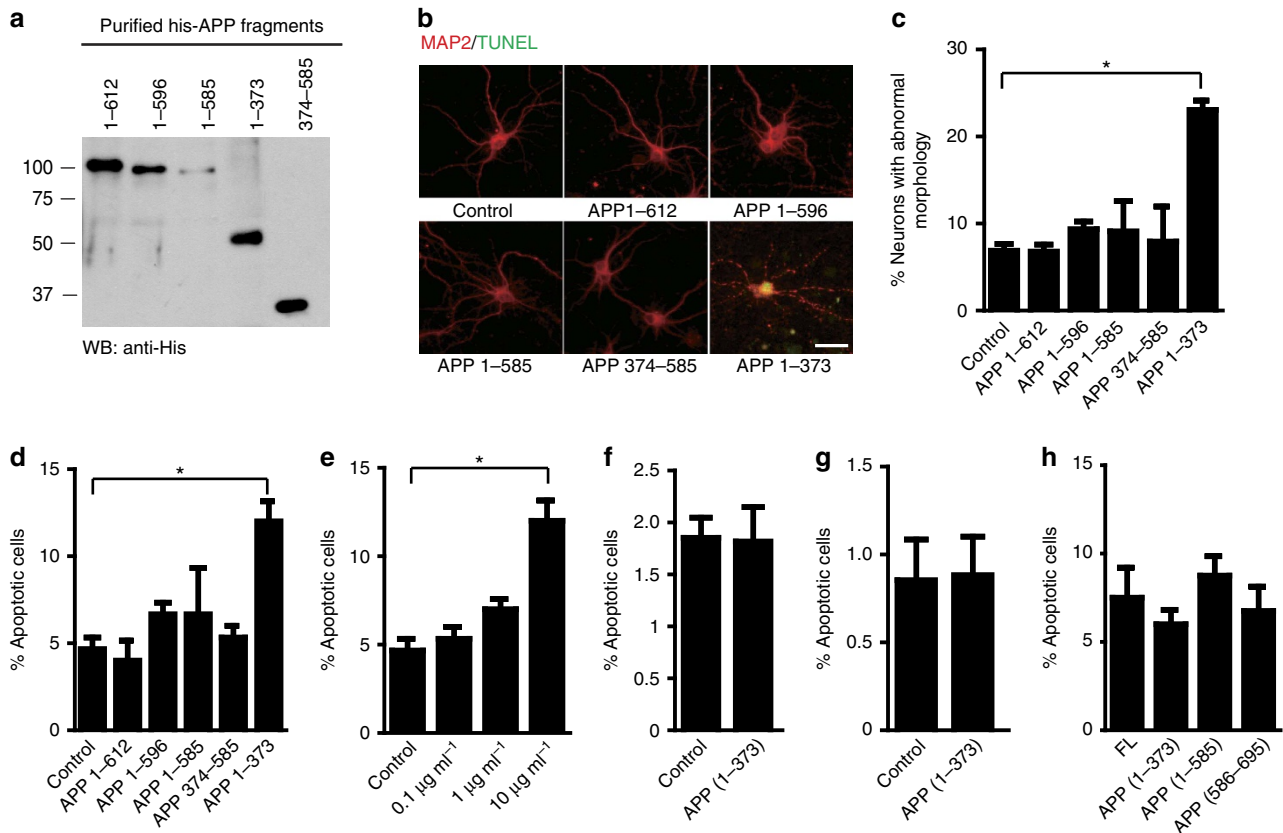 a
Purified his-APP fragments
1–612
1–596
1–585
1–373
374–585
100
75
50
37
WB: anti-His
b
MAP2/TUNEL
Control
APP1–612
APP 1–596
APP 1–585
APP 374–585
APP 1–373
c
% Neurons with abnormal
morphology
30
20
10
0
*
Control
APP 1–612
APP 1–596
APP 1–585
APP 374–585
APP 1–373
d
% Apoptotic cells
15
10
5
0
*
Control
APP 1–612
APP 1–596
APP 1–585
APP 374–585
APP 1–373
e
% Apoptotic cells
15
10
5
0
*
Control
0.1 μg ml⁻¹
1 μg ml⁻¹
10 μg ml⁻¹
f
% Apoptotic cells
2.5
2.0
1.5
1
0.5
0
Control
APP (1–373)
g
% Apoptotic cells
1.5
1.0
0.5
0
Control
APP (1–373)
h
% Apoptotic cells
15
10
5
0
FL
APP (1–373)
APP (1–585)
APP (586–695)